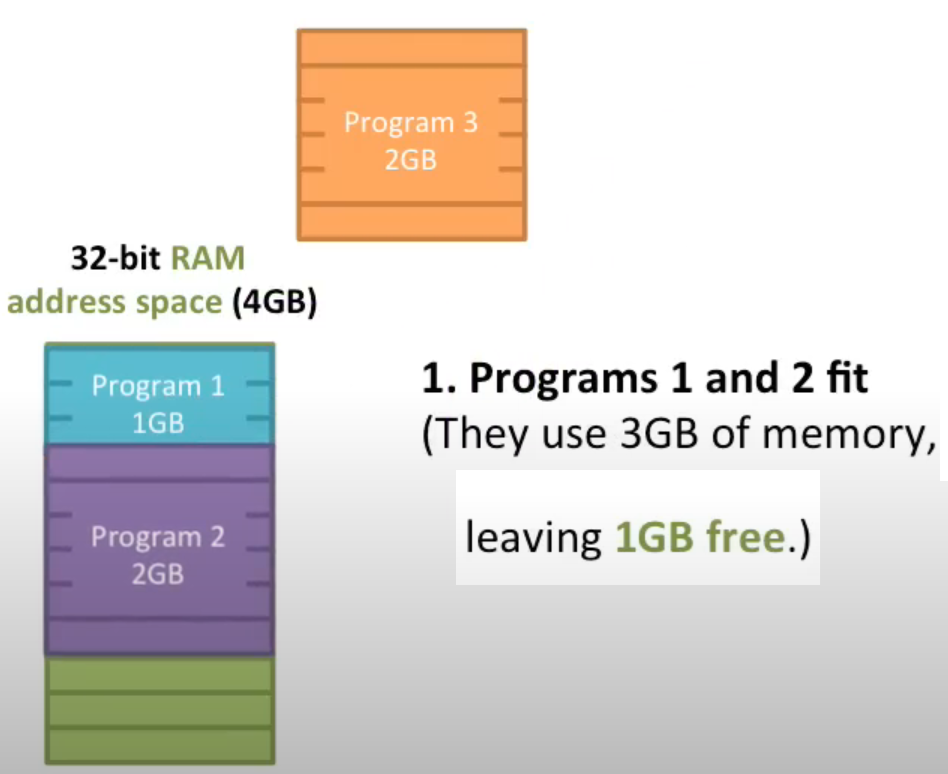 Program 3
2GB
32-bit RAM
address space (4GB)
Program 1
1GB
1. Programs 1 and 2 fit
(They use 3GB of memory,
leaving 1GB free.)
Program 2
2GB